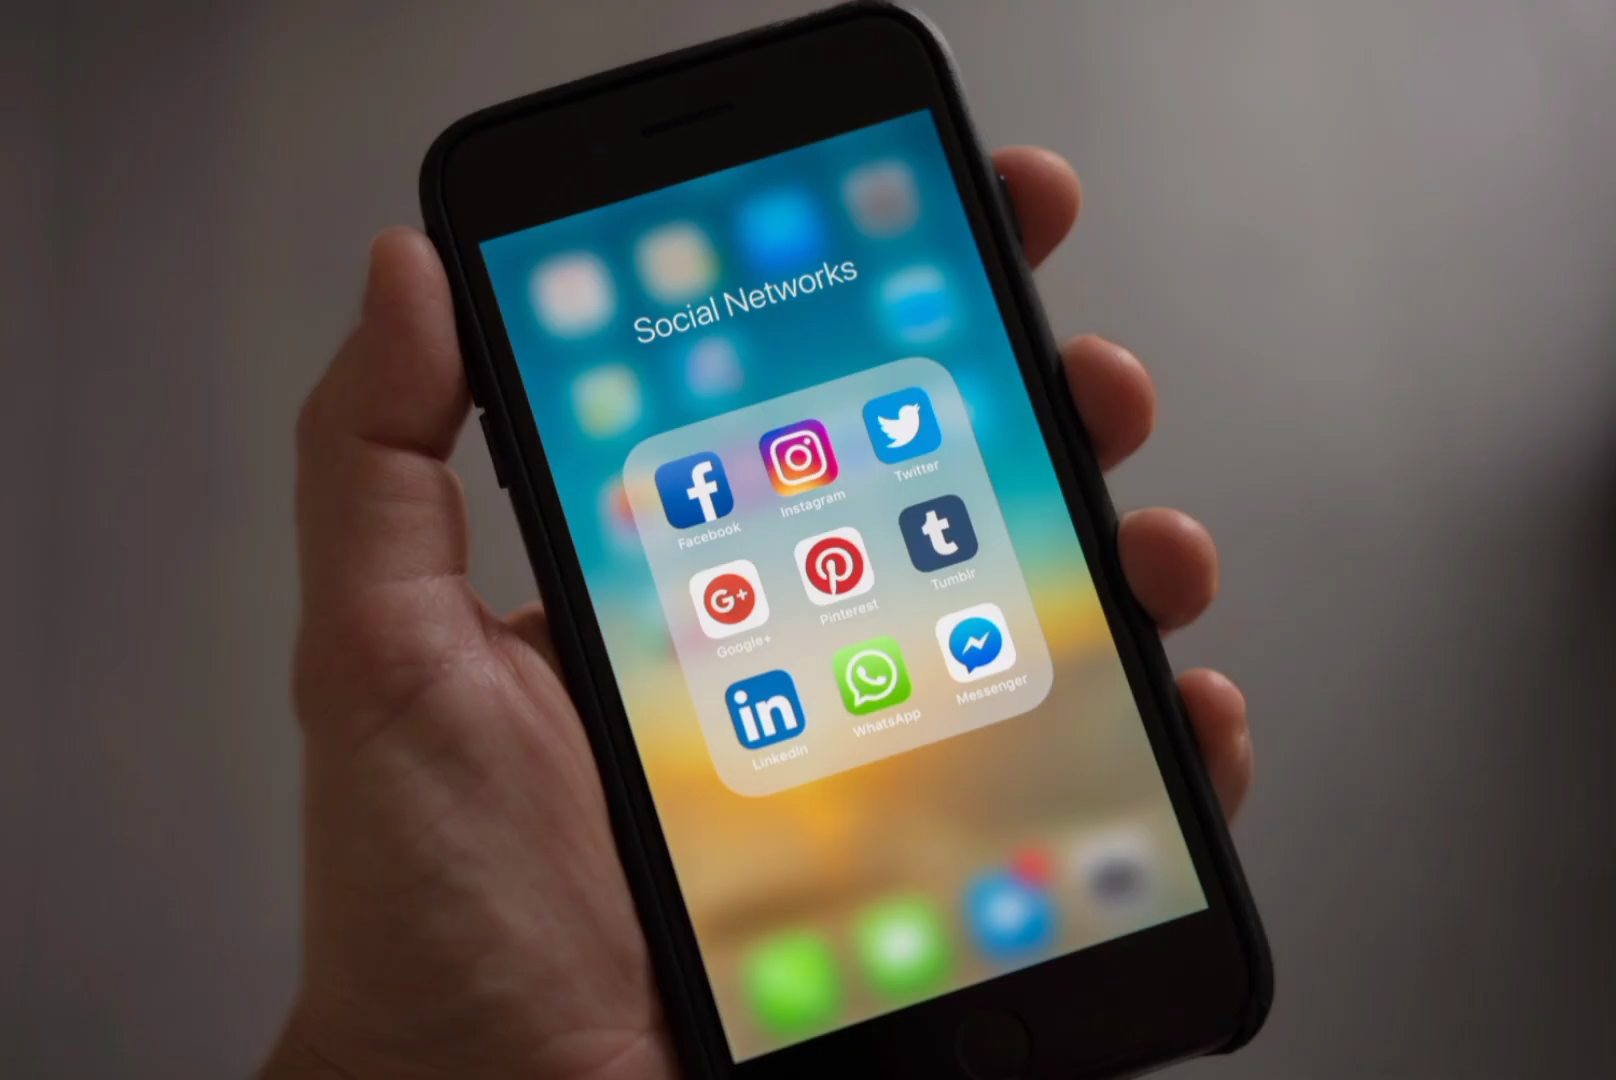 Social Networks
Facebook
Instagram
Twitter
Google+
Pinterest
Tumblr
LinkedIn
WhatsApp
Messenger